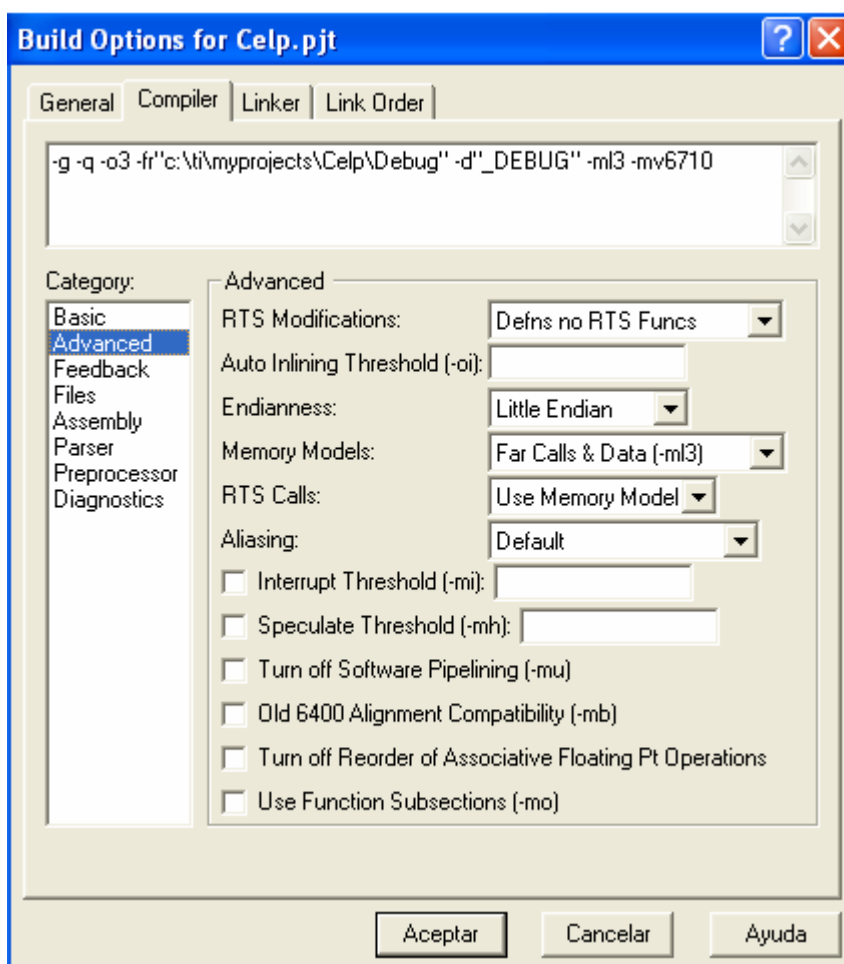 Build Options for Celp.pjt
General Compiler Linker Link Order
-g -q -o3 -fr"c:\ti\myprojects\Celp\Debug" -d"_DEBUG" -ml3 -mv6710
Category:
Basic
Advanced
Feedback
Files
Assembly
Parser
Preprocessor
Diagnostics
Advanced
RTS Modifications: Defns no RTS Funcs
Auto Inlining Threshold (-oi):
Endianness: Little Endian
Memory Models: Far Calls & Data (-ml3)
RTS Calls: Use Memory Model
Aliasing: Default
Interrupt Threshold (-mi):
Speculate Threshold (-mh):
Turn off Software Pipelining (-mu)
Old 6400 Alignment Compatibility (-mb)
Turn off Reorder of Associative Floating Pt Operations
Use Function Subsections (-mo)
Aceptar Cancelar Ayuda